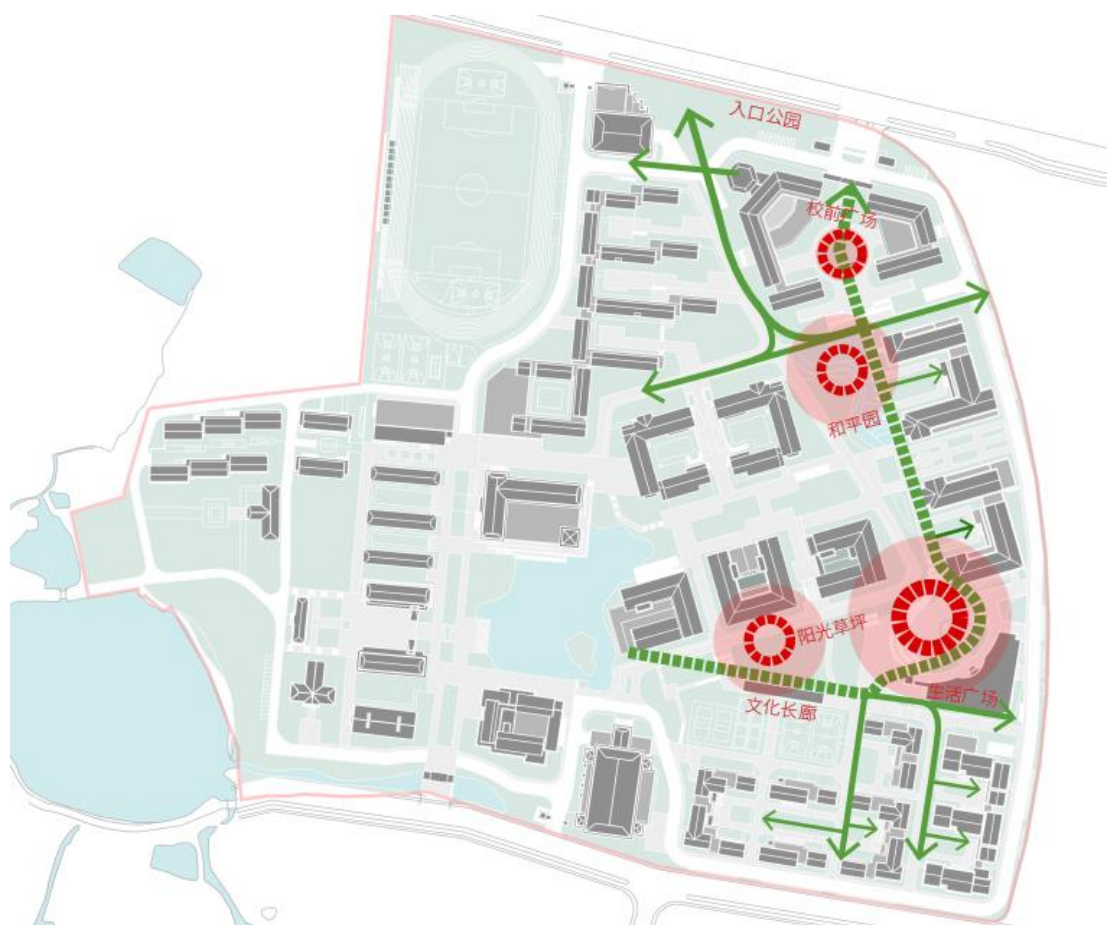 入口公园
校前广场
和平园
阳光草坪
生活广场
文化长廊